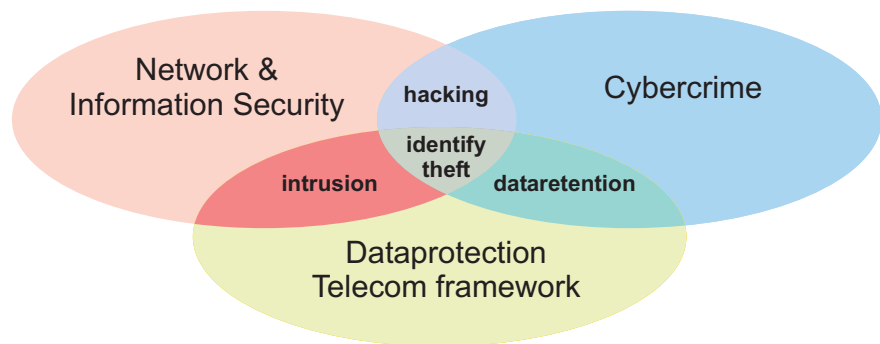 Network &
Information Security
hacking
Cybercrime
identify
theft
intrusion
dataretention
Dataprotection
Telecom framework